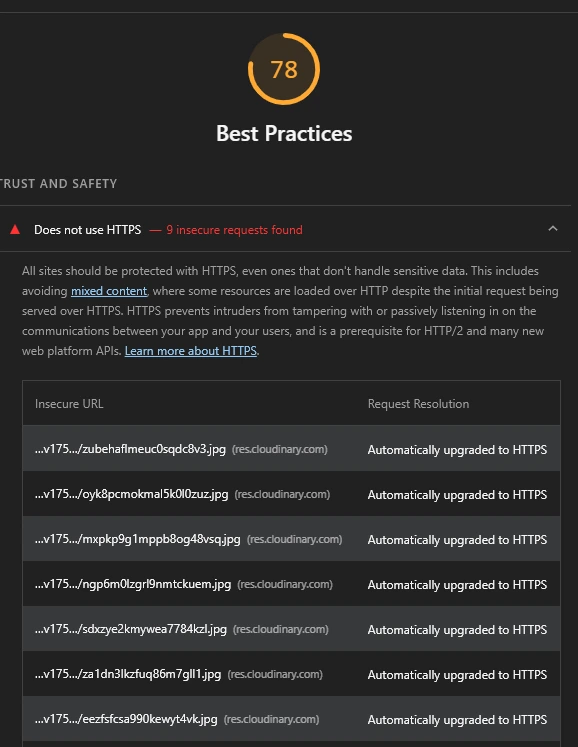 78
Best Practices
TRUST AND SAFETY
Does not use HTTPS — 9 insecure requests found
All sites should be protected with HTTPS, even ones that don't handle sensitive data. This includes
avoiding mixed content, where some resources are loaded over HTTP despite the initial request being
served over HTTPS. HTTPS prevents intruders from tampering with or passively listening in on the
communications between your app and your users, and is a prerequisite for HTTP/2 and many new
web platform APIs. Learn more about HTTPS.
Insecure URL Request Resolution
...v175.../zubehaflmeuc0sqdc8v3.jpg (res.cloudinary.com) Automatically upgraded to HTTPS
...v175.../oyk8pcmokmal5k0l0zuz.jpg (res.cloudinary.com) Automatically upgraded to HTTPS
...v175.../mxpkp9g1mppb8og48vsq.jpg (res.cloudinary.com) Automatically upgraded to HTTPS
...v175.../ngp6m0lzgrl9nmtckuem.jpg (res.cloudinary.com) Automatically upgraded to HTTPS
...v175.../sdxzye2kmywea7784kzl.jpg (res.cloudinary.com) Automatically upgraded to HTTPS
...v175.../za1dn3lkzfuq86m7gll1.jpg (res.cloudinary.com) Automatically upgraded to HTTPS
...v175.../eezfsfcsa990kewyt4vk.jpg (res.cloudinary.com) Automatically upgraded to HTTPS